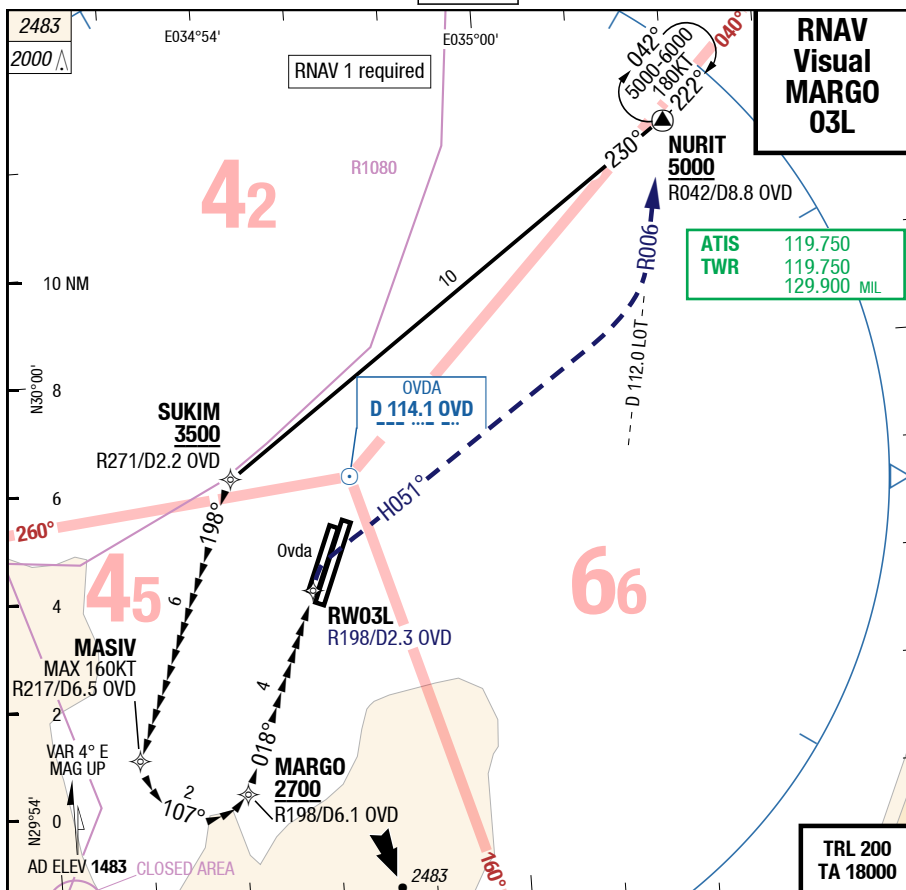 2483
2000
E034°54'
E035°00'
RNAV 1 required
RNAV
Visual
MARGO
03L
042°
5000-6000
180KT
222°
040°
230°
NURIT
5000
R042/D8.8 OVD
R1080
42
ATIS 119.750
TWR 119.750
129.900 MIL
R006
10
10 NM
D 112.0 LOT
N30°00'
8
OVDA
D 114.1 OVD
SUKIM
3500
R271/D2.2 OVD
6
260°
198°
H051°
Ovda
45
66
6
4
RW03L
R198/D2.3 OVD
MASIV
MAX 160KT
R217/D6.5 OVD
4
2
018°
VAR 4° E
MAG UP
MARGO
2700
R198/D6.1 OVD
2
107°
N29°54'
0
AD ELEV 1483
CLOSED AREA
2483
160°
TRL 200
TA 18000